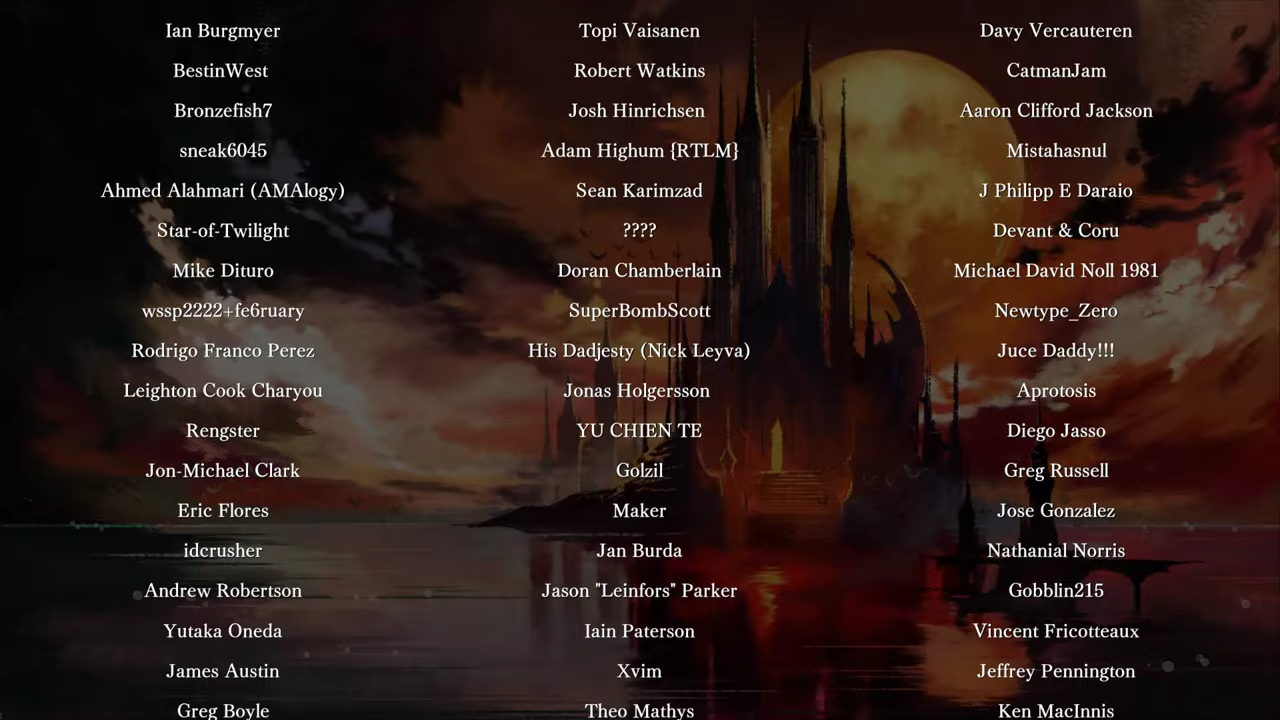 Ian Burgmyer
Topi Vaisanen
Davy Vercauteren
BestinWest
Robert Watkins
CatmanJam
Bronzefish7
Josh Hinrichsen
Aaron Clifford Jackson
sneak6045
Adam Highum {RTLM}
Mistahasnul
Ahmed Alahmari (AMAlogy)
Sean Karimzad
J Philipp E Daraio
Star-of-Twilight
????
Devant & Coru
Mike Dituro
Doran Chamberlain
Michael David Noll 1981
wssp2222+fe6ruary
SuperBombScott
Newtype_Zero
Rodrigo Franco Perez
His Dadjesty (Nick Leyva)
Juce Daddy!!!
Leighton Cook Charyou
Jonas Holgersson
Aprotosis
Rengster
YU CHIEN TE
Diego Jasso
Jon-Michael Clark
Golzil
Greg Russell
Eric Flores
Maker
Jose Gonzalez
idcrusher
Jan Burda
Nathanial Norris
Andrew Robertson
Jason "Leinfors" Parker
Gobblin215
Yutaka Oneda
Iain Paterson
Vincent Fricotteaux
James Austin
Xvim
Jeffrey Pennington
Greg Boyle
Theo Mathys
Ken MacInnis